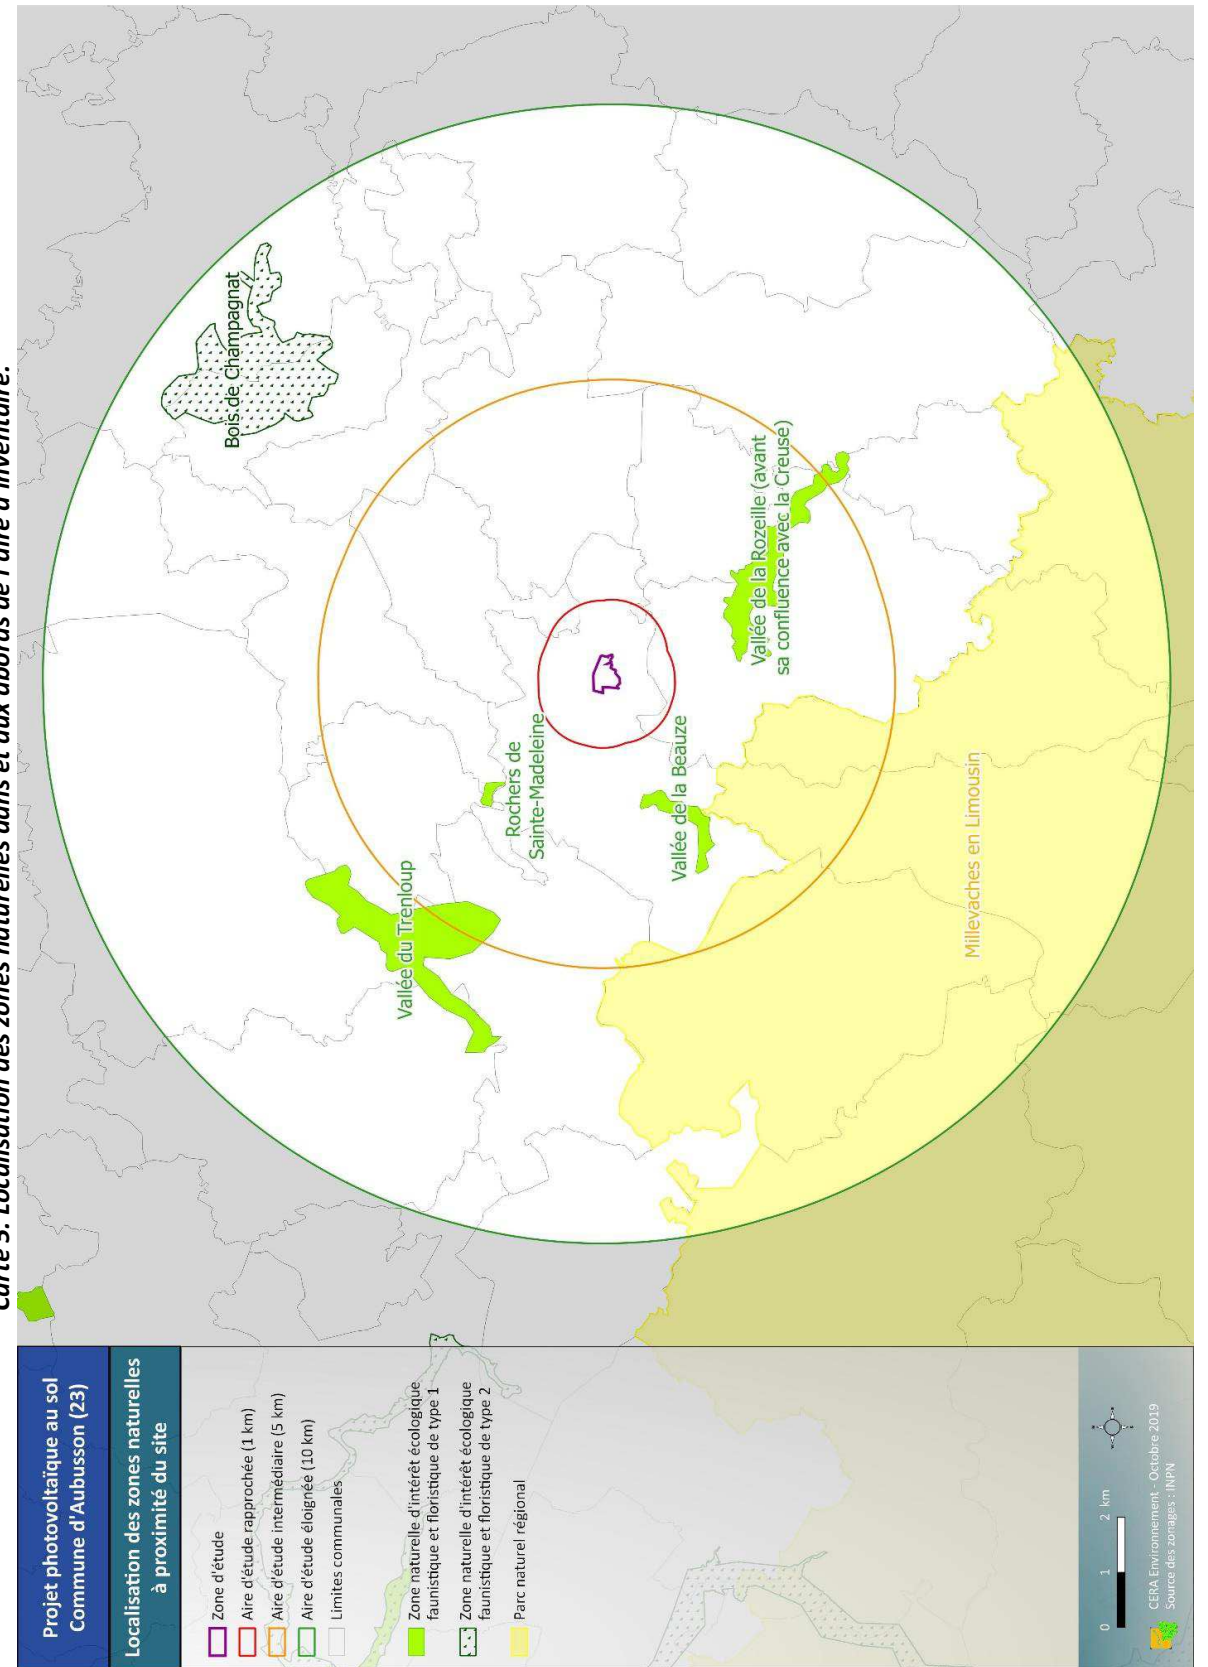 Carte 5. Localisation des zones naturelles dans et aux abords de l'aire d'inventaire.
Projet photovoltaïque au sol
Commune d'Aubusson (23)
Localisation des zones naturelles
à proximité du site
Zone d'étude
Aire d'étude rapprochée (1 km)
Aire d'étude intermédiaire (5 km)
Aire d'étude éloignée (10 km)
Limites communales
Zone naturelle d'intérêt écologique
faunistique et floristique de type 1
Zone naturelle d'intérêt écologique
faunistique et floristique de type 2
Parc naturel régional
0 1 2 km
CERA Environnement - Octobre 2019
Source des zonages : INPN
Bois de Champagnat
Vallée du Trenloup
Rochers de
Sainte-Madeleine
Vallée de la Beauze
Vallée de la Rozeille (avant
sa confluence avec la Creuse)
Millevaches en Limousin